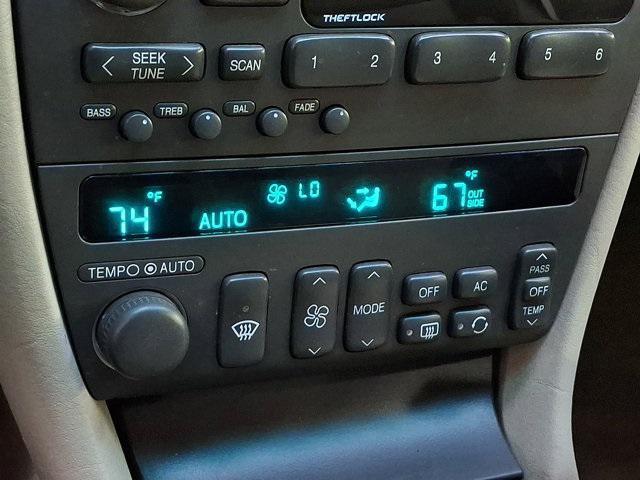 THEFTLOCK
SEEK
TUNE
SCAN
1 2
3 4
5 6
BASS TREB BAL FADE
74 °F
AUTO
LO
67 °F
OUT
SIDE
TEMP AUTO
MODE
OFF
AC
PASS
OFF
TEMP